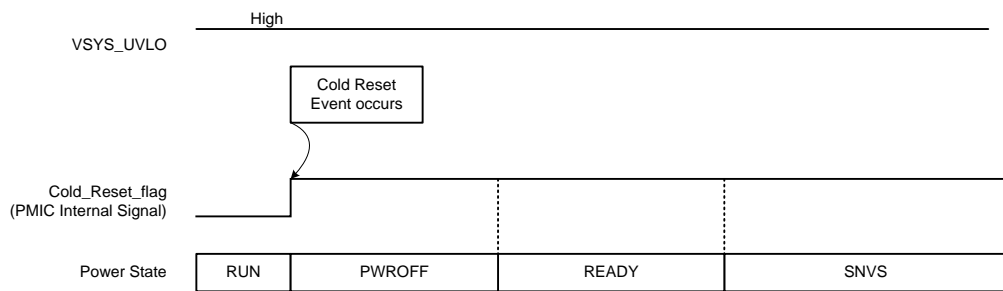 High
VSYS_UVLO
Cold Reset
Event occurs
Cold_Reset_flag
(PMIC Internal Signal)
Power State
RUN
PWROFF
READY
SNVS